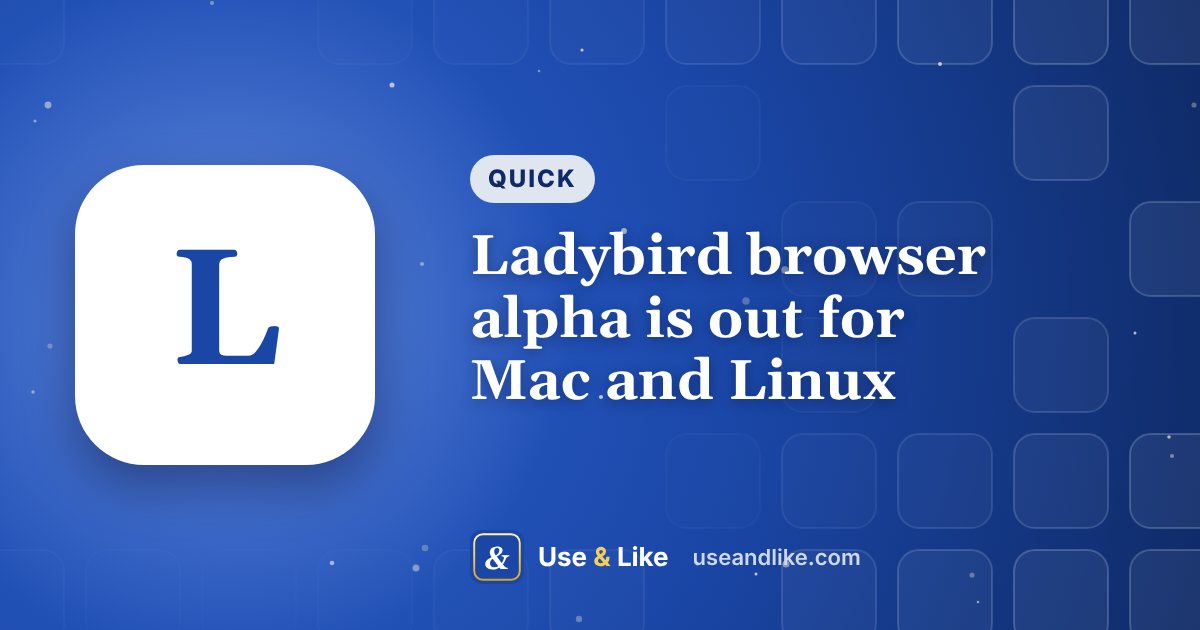 L
QUICK
Ladybird browser
alpha is out for
Mac and Linux
& Use & Like useandlike.com